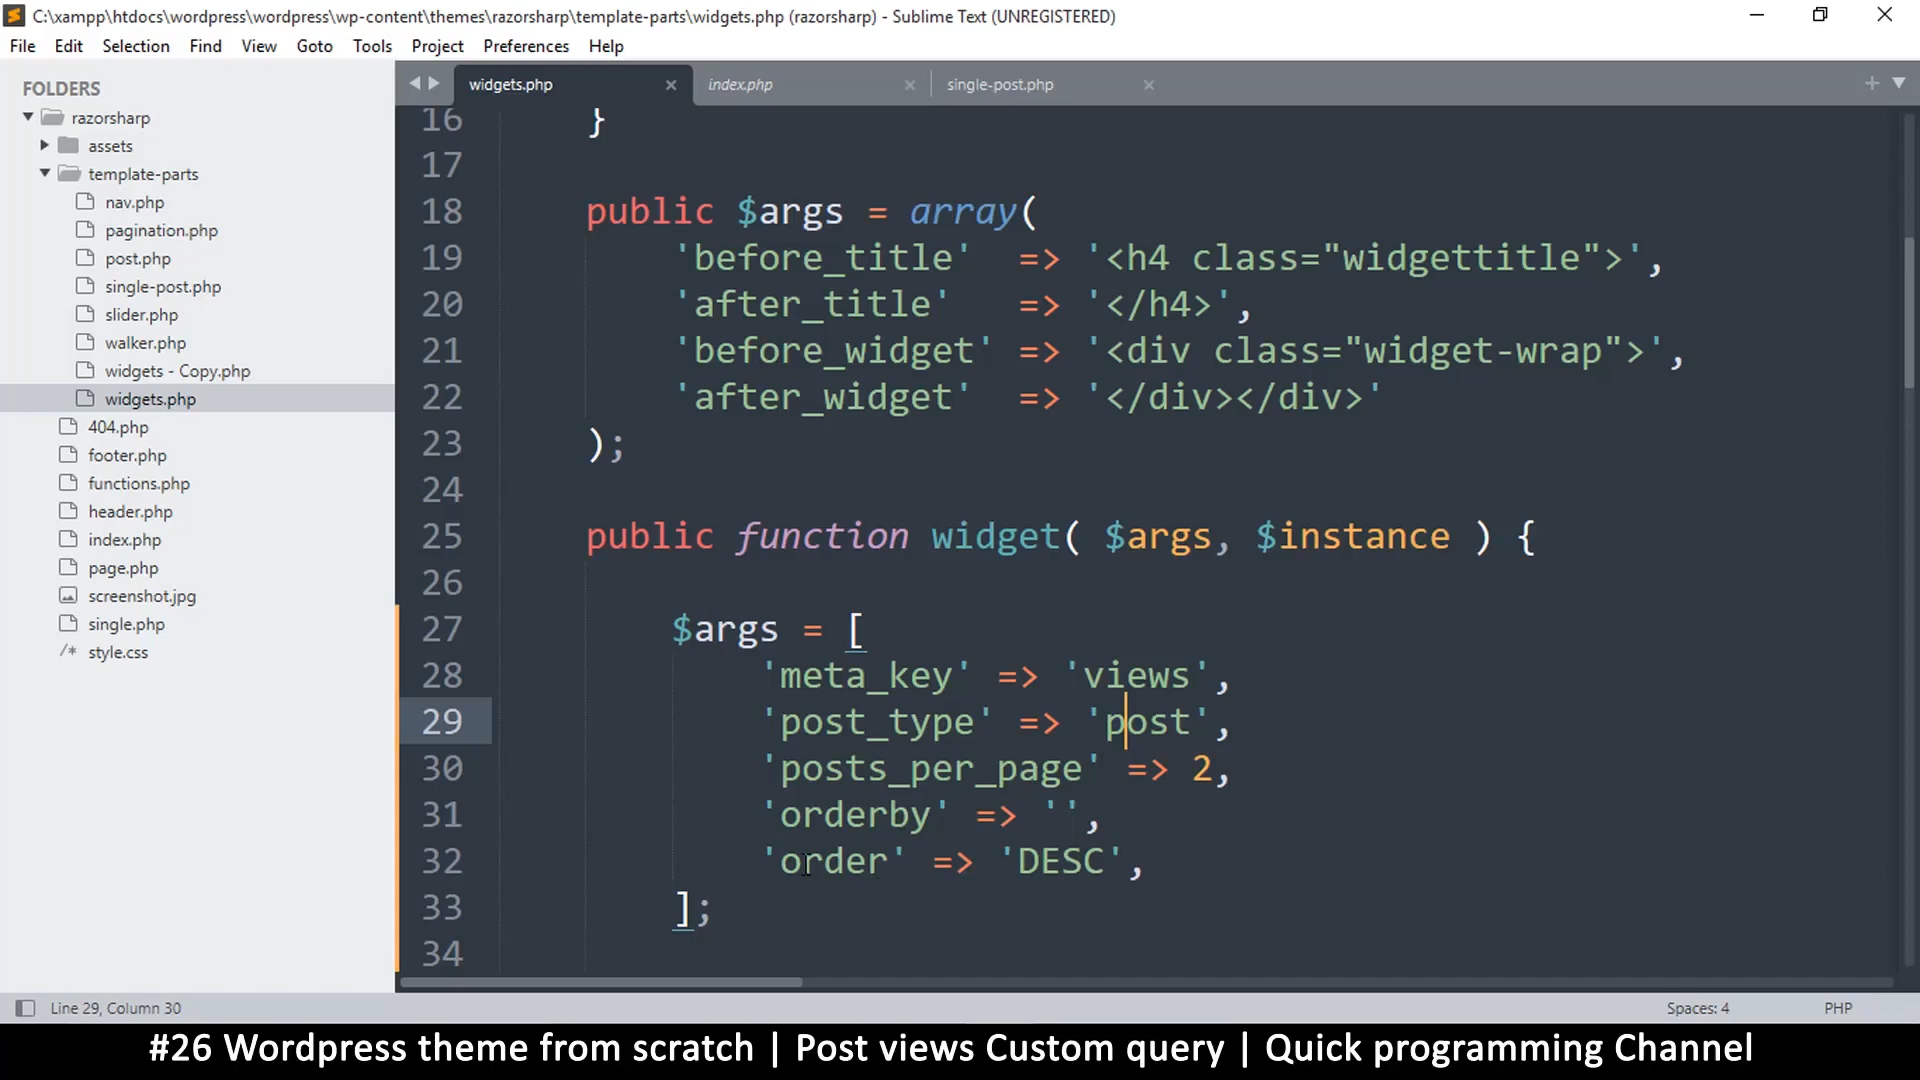 C:\xampp\htdocs\wordpress\wordpress\wp-content\themes\razorsharp\template-parts\widgets.php (razorsharp) - Sublime Text (UNREGISTERED)
File Edit Selection Find View Goto Tools Project Preferences Help
FOLDERS
razorsharp
assets
template-parts
nav.php
pagination.php
post.php
single-post.php
slider.php
walker.php
widgets - Copy.php
widgets.php
404.php
footer.php
functions.php
header.php
index.php
page.php
screenshot.jpg
single.php
/* style.css
widgets.php index.php single-post.php
16 }
17
18 public $args = array(
19 'before_title' => '<h4 class="widgettitle">',
20 'after_title' => '</h4>',
21 'before_widget' => '<div class="widget-wrap">',
22 'after_widget' => '</div></div>'
23 );
24
25 public function widget( $args, $instance ) {
26
27 $args = [
28 'meta_key' => 'views',
29 'post_type' => 'post',
30 'posts_per_page' => 2,
31 'orderby' => '',
32 'order' => 'DESC',
33 ];
34
Line 29, Column 30 Spaces: 4 PHP
#26 Wordpress theme from scratch | Post views Custom query | Quick programming Channel